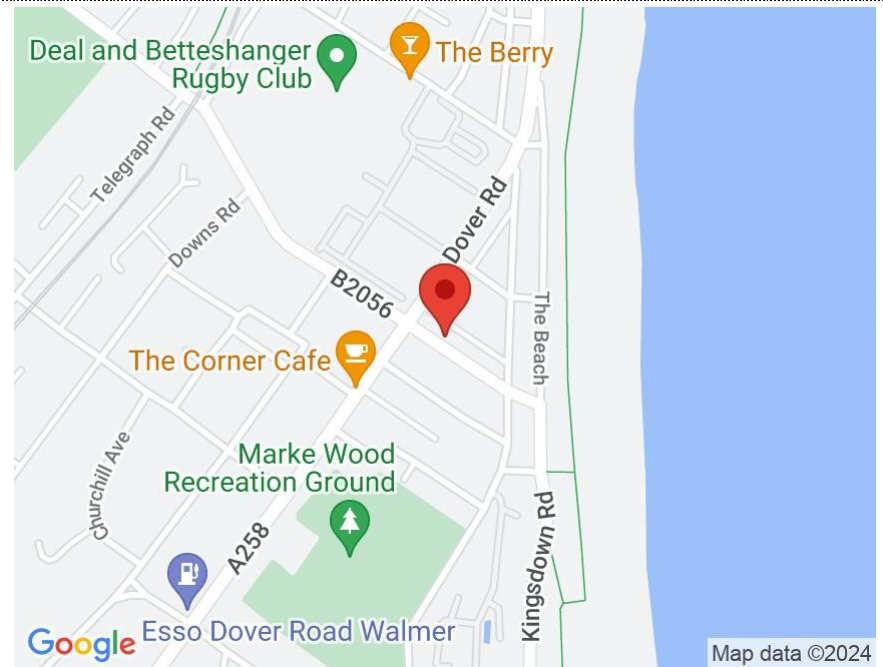 Deal and Betteshanger
Rugby Club
The Berry
Telegraph Rd
Downs Rd
Dover Rd
B2056
The Beach
The Corner Cafe
Churchill Ave
Marke Wood
Recreation Ground
A258
Kingsdown Rd
Esso Dover Road Walmer
Google
Map data ©2024